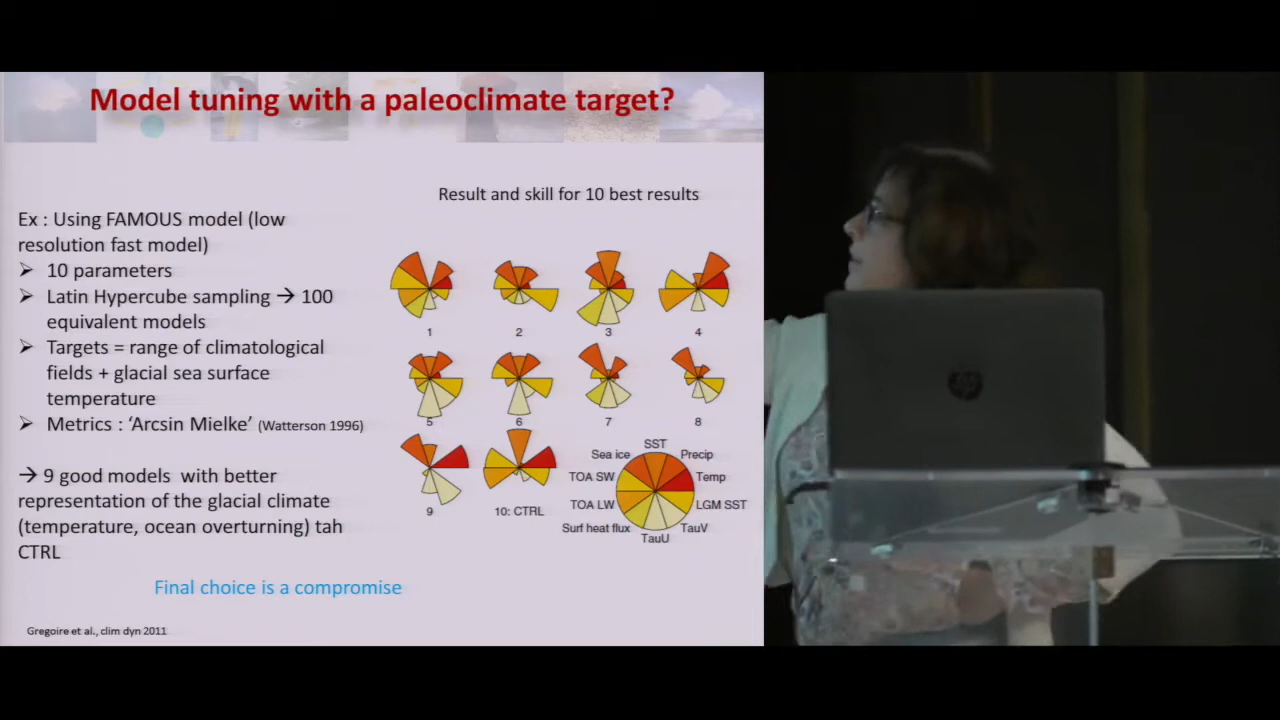 Model tuning with a paleoclimate target?
Result and skill for 10 best results
Ex : Using FAMOUS model (low
resolution fast model)
➢ 10 parameters
➢ Latin Hypercube sampling → 100
equivalent models
➢ Targets = range of climatological
fields + glacial sea surface
temperature
➢ Metrics : ‘Arcsin Mielke’ (Watterson 1996)
→ 9 good models with better
representation of the glacial climate
(temperature, ocean overturning) tah
CTRL
Final choice is a compromise
Gregoire et al., clim dyn 2011
1
2
3
4
5
6
7
8
9
10: CTRL
SST
Sea ice
Precip
TOA SW
Temp
TOA LW
LGM SST
Surf heat flux
TauV
TauU